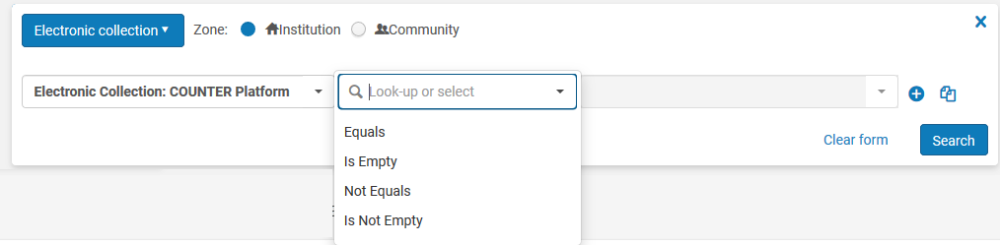 Electronic collection Zone: Institution Community
Electronic Collection: COUNTER Platform Look-up or select
Equals
Is Empty
Clear form Search
Not Equals
Is Not Empty